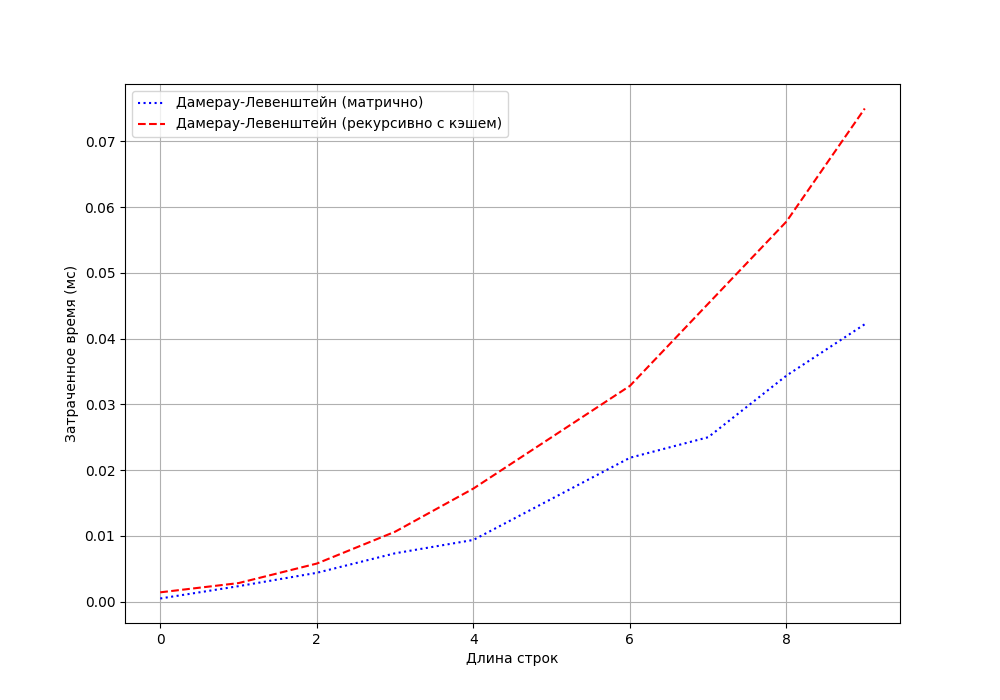 Дамерау-Левенштейн (матрично)
Дамерау-Левенштейн (рекурсивно с кэшем)
0.07
0.06
0.05
0.04
0.03
0.02
0.01
0.00
Затраченное время (мс)
0 2 4 6 8
Длина строк